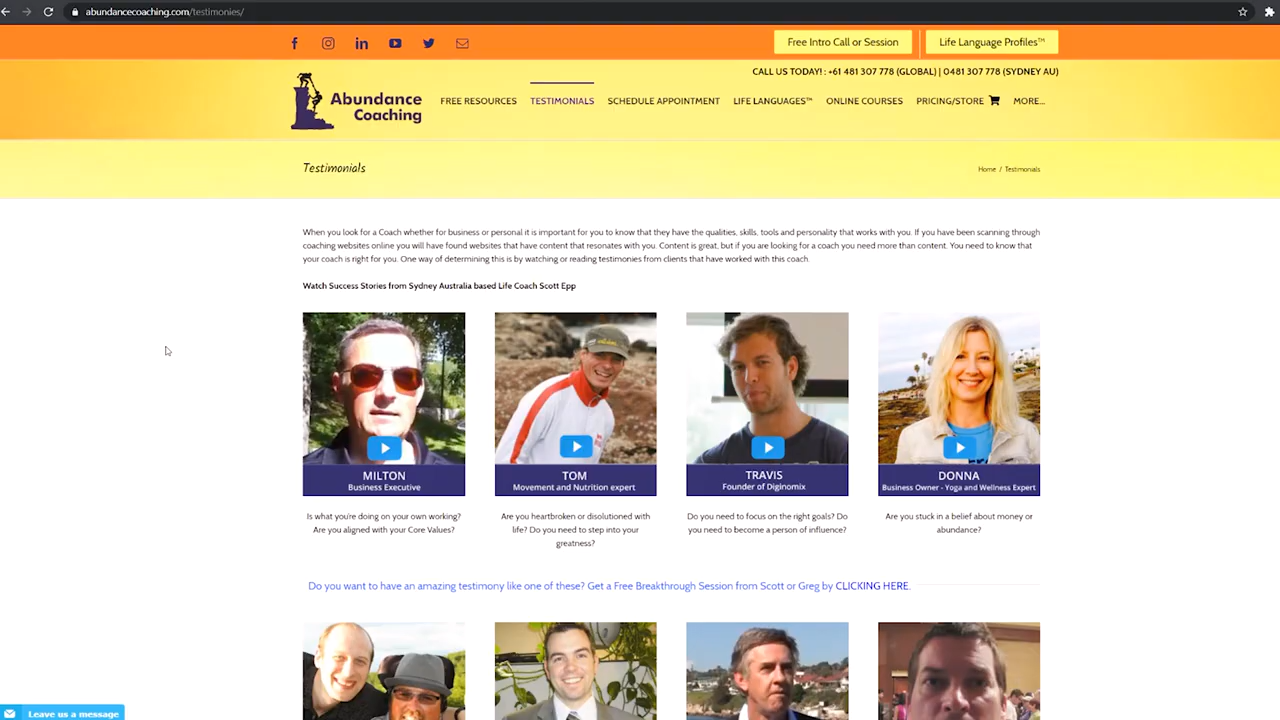 abundancecoaching.com/testimonies/
Free Intro Call or Session
Life Language Profiles™
CALL US TODAY! : +61 481 307 778 (GLOBAL) | 0481 307 778 (SYDNEY AU)
Abundance
Coaching
FREE RESOURCES TESTIMONIALS SCHEDULE APPOINTMENT LIFE LANGUAGES™ ONLINE COURSES PRICING/STORE MORE...
Testimonials
Home / Testimonials
When you look for a Coach whether for business or personal it is important for you to know that they have the qualities, skills, tools and personality that works with you. If you have been scanning through
coaching websites online you will have found websites that have content that resonates with you. Content is great, but if you are looking for a coach you need more than content. You need to know that
your coach is right for you. One way of determining this is by watching or reading testimonies from clients that have worked with this coach.
Watch Success Stories from Sydney Australia based Life Coach Scott Epp
MILTON
Business Executive
TOM
Movement and Nutrition expert
TRAVIS
Founder of Diginomix
DONNA
Business Owner - Yoga and Wellness Expert
Is what you're doing on your own working?
Are you aligned with your Core Values?
Are you heartbroken or disolutioned with
life? Do you need to step into your
greatness?
Do you need to focus on the right goals? Do
you need to become a person of influence?
Are you stuck in a belief about money or
abundance?
Do you want to have an amazing testimony like one of these? Get a Free Breakthrough Session from Scott or Greg by CLICKING HERE.
Leave us a message